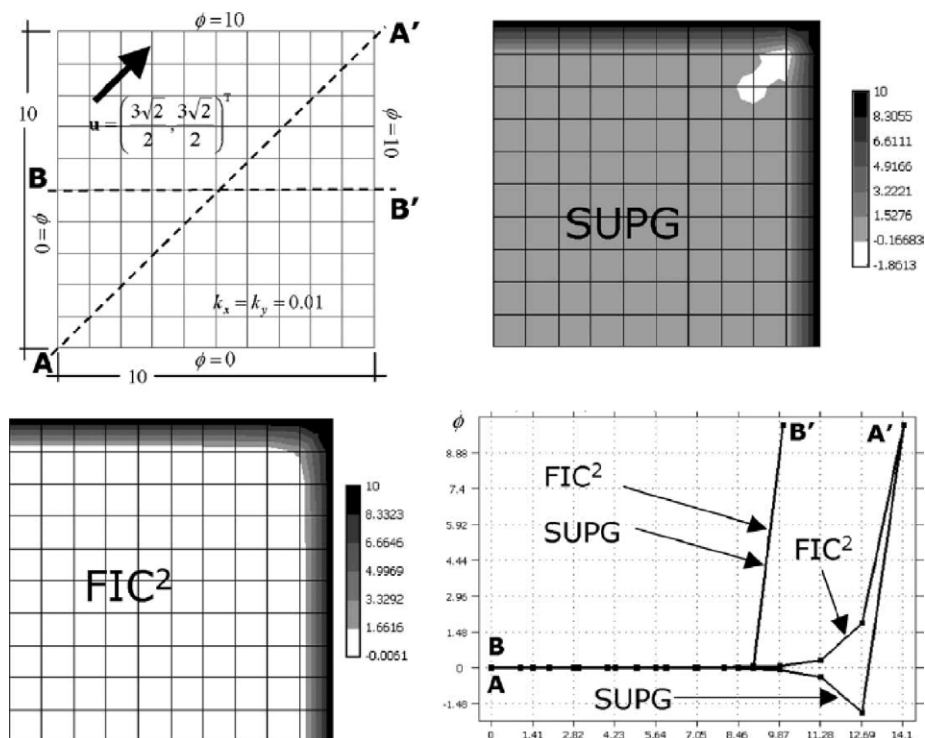 ϕ = 10
A′
10
u = (3√2/2, 3√2/2)ᵀ
ϕ = 10
B
B′
ϕ = 0
kₓ = k_y = 0.01
A
ϕ = 0
10
SUPG
10
8.3055
6.6111
4.9166
3.2221
1.5276
-0.16683
-1.8613
FIC²
10
8.3323
6.6646
4.9969
3.3292
1.6616
-0.0051
ϕ
B′
A′
8.88
7.4
5.92
4.44
2.96
1.48
0
-1.48
FIC²
SUPG
FIC²
B
A
SUPG
0 1.41 2.82 4.23 5.64 7.05 8.46 9.87 11.28 12.69 14.1